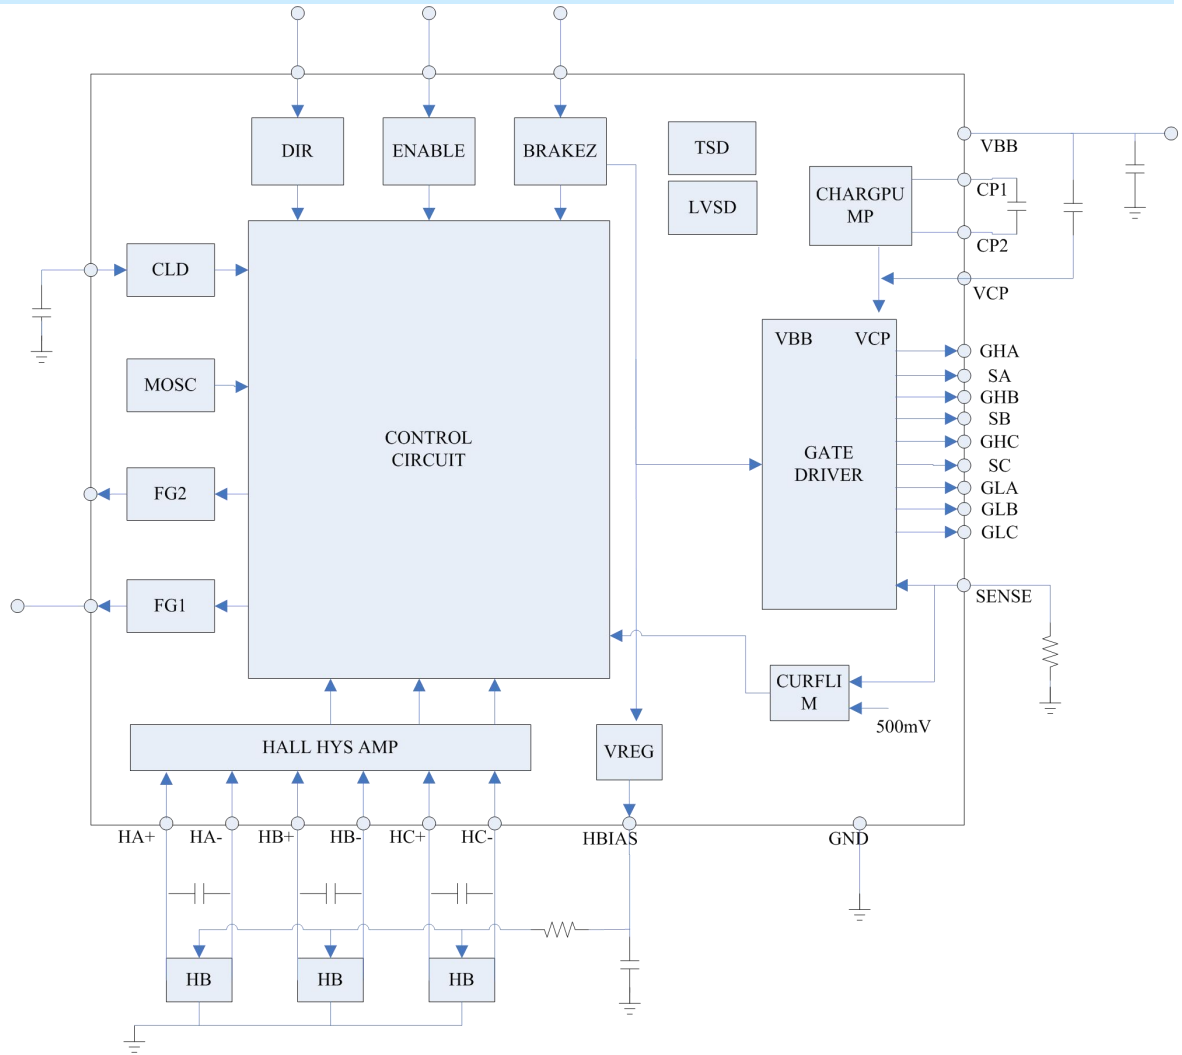 DIR
ENABLE
BRAKEZ
TSD
LVSD
CHARGPU
MP
VBB
CP1
CP2
VCP
CLD
MOSC
FG2
FG1
CONTROL
CIRCUIT
VBB VCP
GATE
DRIVER
GHA
SA
GHB
SB
GHC
SC
GLA
GLB
GLC
SENSE
CURFLI
M
500mV
HALL HYS AMP
VREG
HA+ HA- HB+ HB- HC+ HC- HBIAS GND
HB HB HB